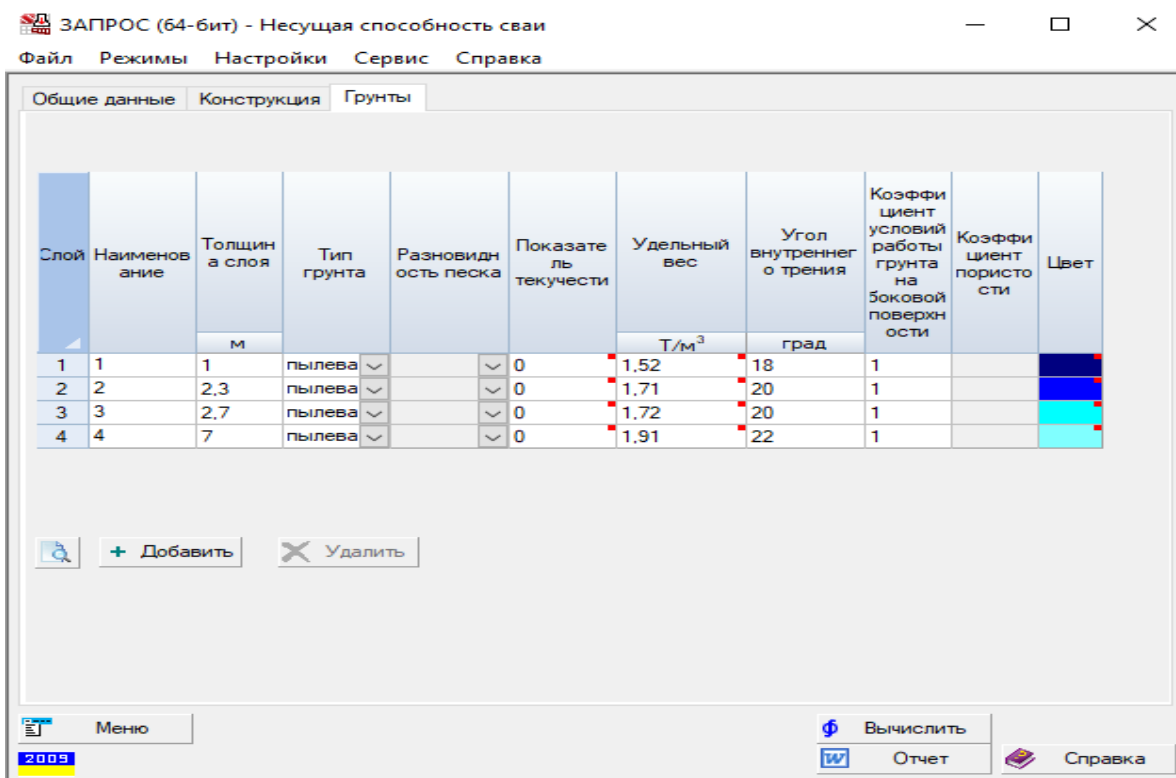 ЗАПРОС (64-бит) - Несущая способность сваи
Файл Режимы Настройки Сервис Справка
Общие данные Конструкция Грунты
Слой Наименов
ание Толщин
а слоя Тип
грунта Разновидн
ость песка Показате
ль
текучести Удельный
вес Угол
внутреннег
о трения Коэффи
циент
условий
работы
грунта
на
боковой
поверхн
ости Коэффи
циент
пористо
сти Цвет
м Т/м³ град
1 1 1 пылева 0 1,52 18 1
2 2 2,3 пылева 0 1,71 20 1
3 3 2,7 пылева 0 1,72 20 1
4 4 7 пылева 0 1,91 22 1
+ Добавить Удалить
Меню Вычислить
2009 W Отчет Справка